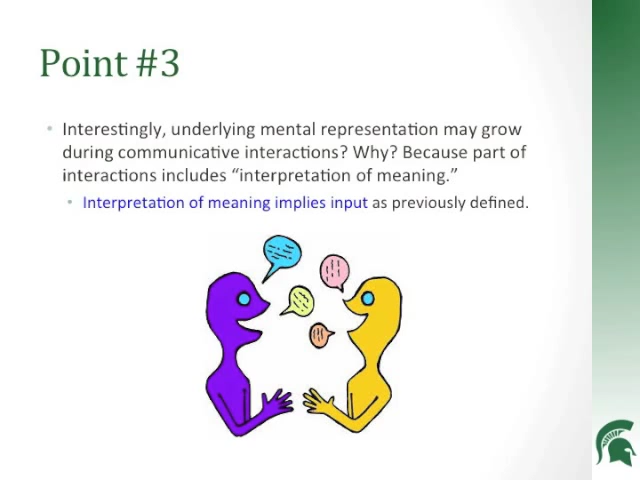 Point #3
• Interestingly, underlying mental representation may grow
during communicative interactions? Why? Because part of
interactions includes “interpretation of meaning.”
• Interpretation of meaning implies input as previously defined.